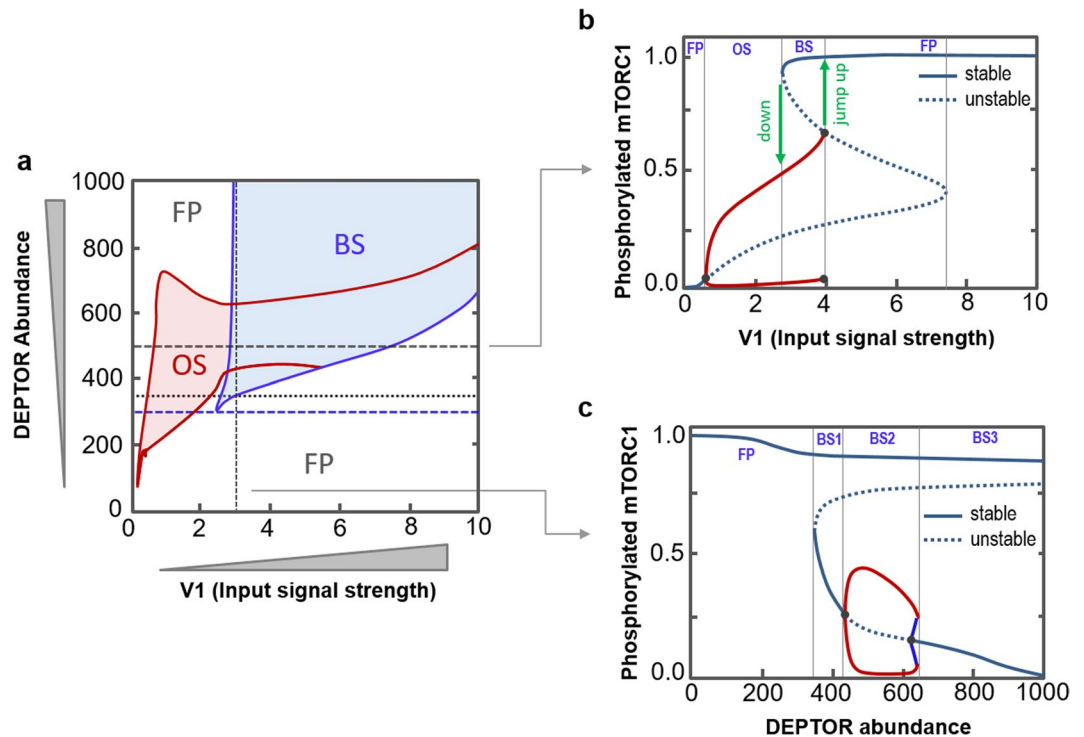 a
DEPTOR Abundance
1000
800
600
400
200
0
FP
BS
OS
FP
0
2
4
6
8
10
V1 (Input signal strength)
b
Phosphorylated mTORC1
1.0
0.5
0.0
FP
OS
BS
FP
down
jump up
stable
unstable
0
2
4
6
8
10
V1 (Input signal strength)
c
Phosphorylated mTORC1
1.0
0.5
0.0
FP
BS1
BS2
BS3
stable
unstable
0
200
400
600
800
1000
DEPTOR abundance